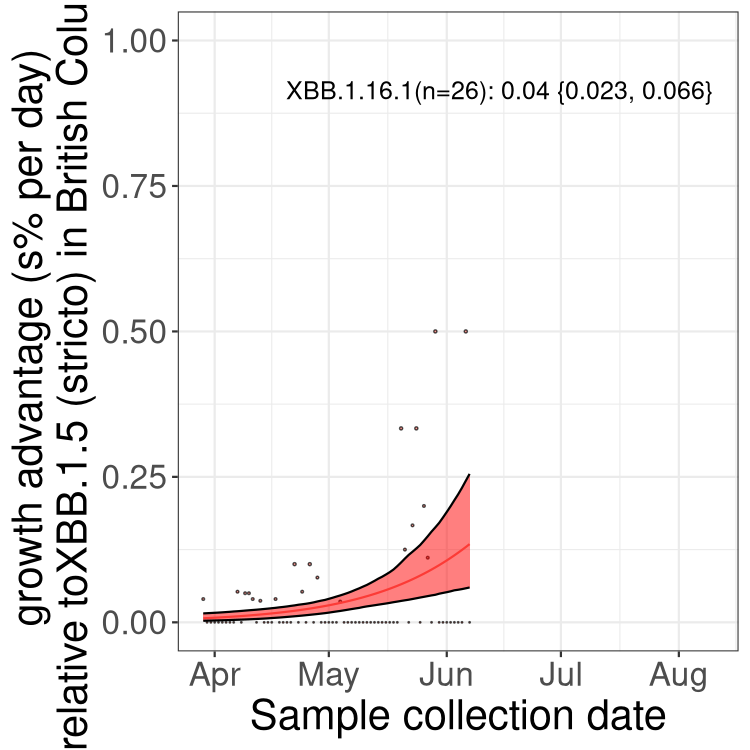 growth advantage (s% per day)
relative toXBB.1.5 (stricto) in British Colu
1.00
0.75
0.50
0.25
0.00
XBB.1.16.1(n=26): 0.04 {0.023, 0.066}
Apr May Jun Jul Aug
Sample collection date